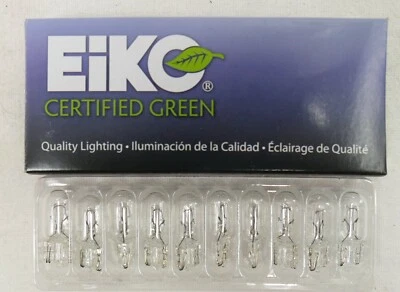 EiKO®
CERTIFIED GREEN
Quality Lighting • Iluminación de la Calidad • Éclairage de Qualité